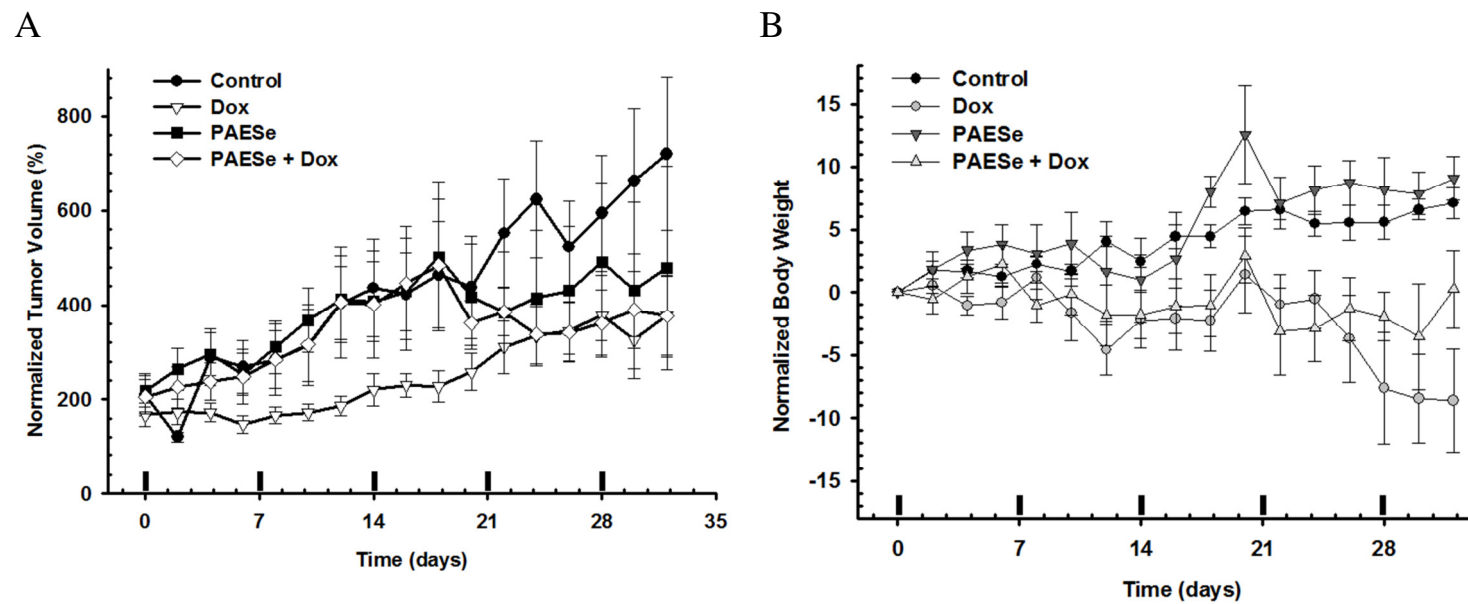 A
Control
Dox
PAESe
PAESe + Dox
Normalized Tumor Volume (%)
800
600
400
200
0
0 7 14 21 28 35
Time (days)
B
Control
Dox
PAESe
PAESe + Dox
Normalized Body Weight
15
10
5
0
-5
-10
-15
0 7 14 21 28
Time (days)